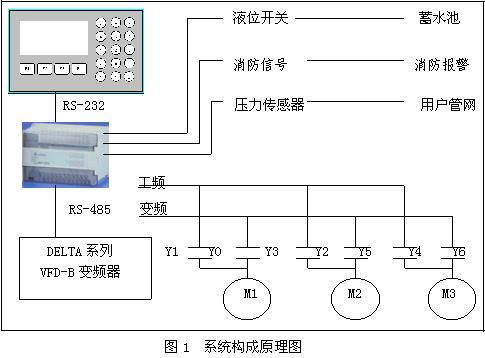 液位开关 蓄水池
消防信号 消防报警
RS-232
压力传感器 用户管网
工频
RS-485 变频
DELTA 系列
VFD-B 变频器
Y1 Y0 Y3 Y2 Y5 Y4 Y6
M1 M2 M3
图 1 系统构成原理图